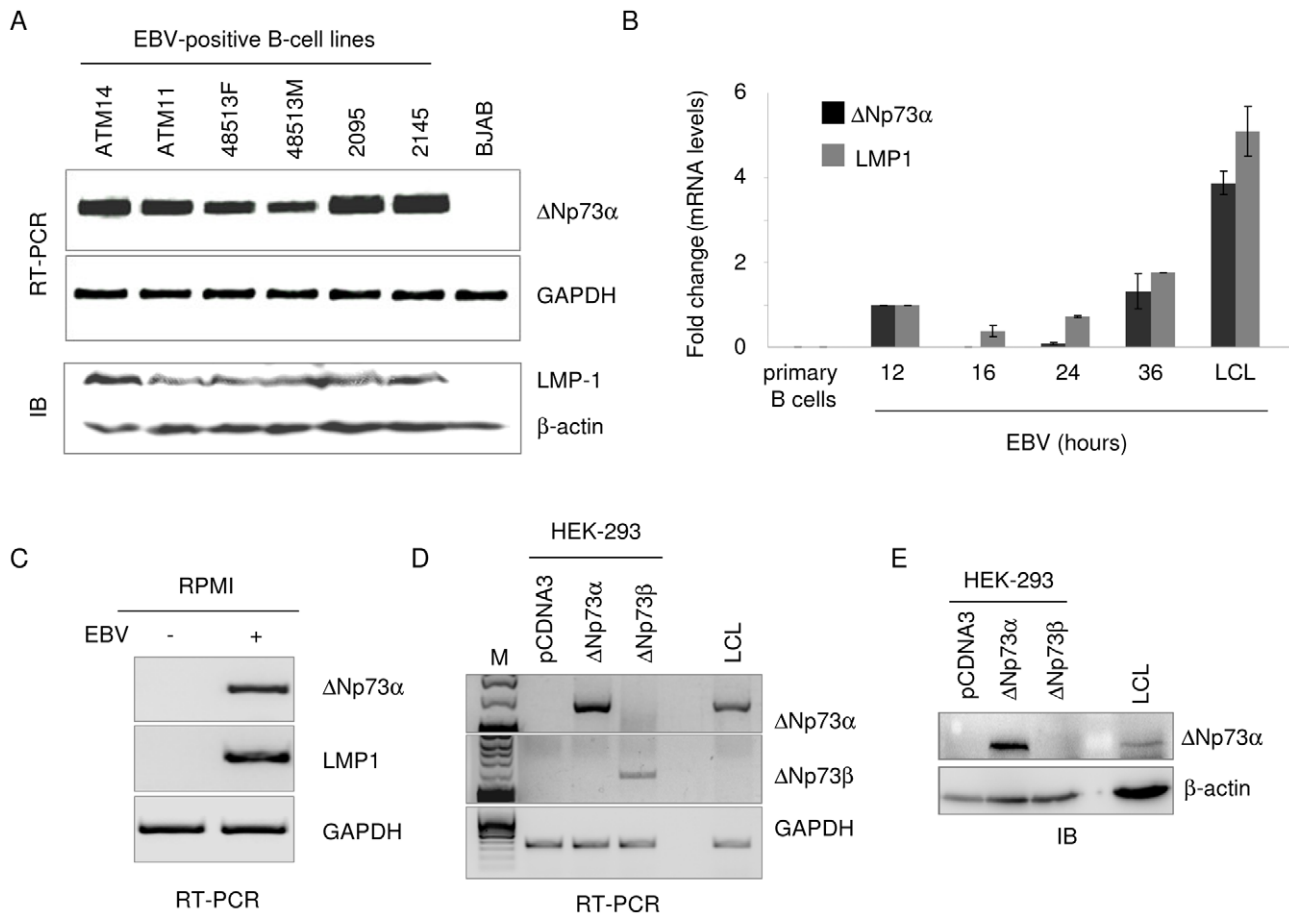 A
EBV-positive B-cell lines
ATM14 ATM11 48513F 48513M 2095 2145 BJAB
RT-PCR
ΔNp73α
GAPDH
IB
LMP-1
β-actin
B
Fold change (mRNA levels)
6
4
2
0
ΔNp73α
LMP1
primary B cells
12 16 24 36 LCL
EBV (hours)
C
RPMI
EBV - +
ΔNp73α
LMP1
GAPDH
RT-PCR
D
HEK-293
M pCDNA3 ΔNp73α ΔNp73β LCL
ΔNp73α
ΔNp73β
GAPDH
RT-PCR
E
HEK-293
pCDNA3 ΔNp73α ΔNp73β LCL
ΔNp73α
β-actin
IB